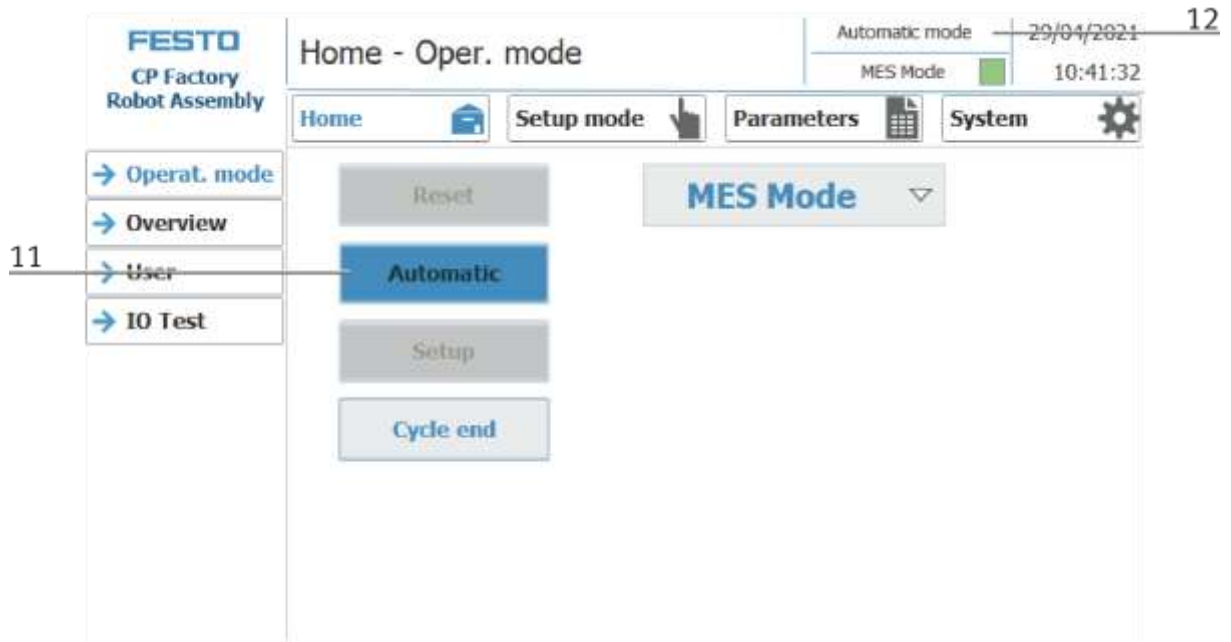 12
FESTO
CP Factory
Robot Assembly
Home - Oper. mode
Automatic mode
29/04/2021
MES Mode
10:41:32
Home
Setup mode
Parameters
System
Operat. mode
Overview
User
IO Test
11
Reset
MES Mode
Automatic
Setup
Cycle end